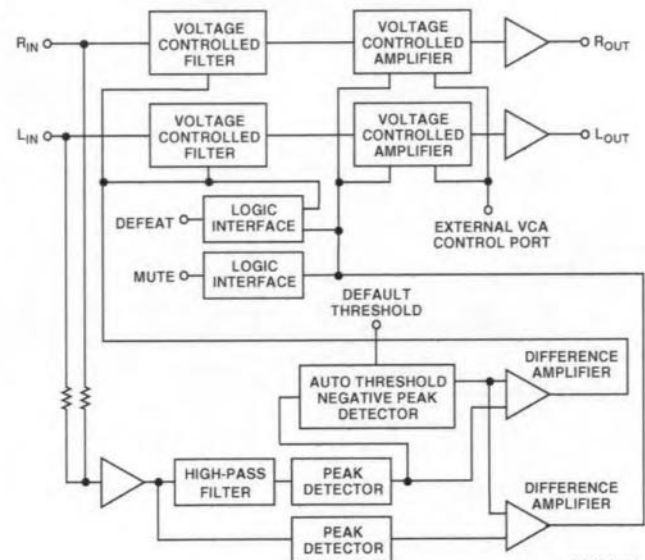 R_IN
VOLTAGE
CONTROLLED
FILTER
VOLTAGE
CONTROLLED
AMPLIFIER
R_OUT
L_IN
VOLTAGE
CONTROLLED
FILTER
VOLTAGE
CONTROLLED
AMPLIFIER
L_OUT
DEFEAT
LOGIC
INTERFACE
EXTERNAL VCA
CONTROL PORT
MUTE
LOGIC
INTERFACE
DEFAULT
THRESHOLD
AUTO THRESHOLD
NEGATIVE PEAK
DETECTOR
DIFFERENCE
AMPLIFIER
HIGH-PASS
FILTER
PEAK
DETECTOR
DIFFERENCE
AMPLIFIER
PEAK
DETECTOR